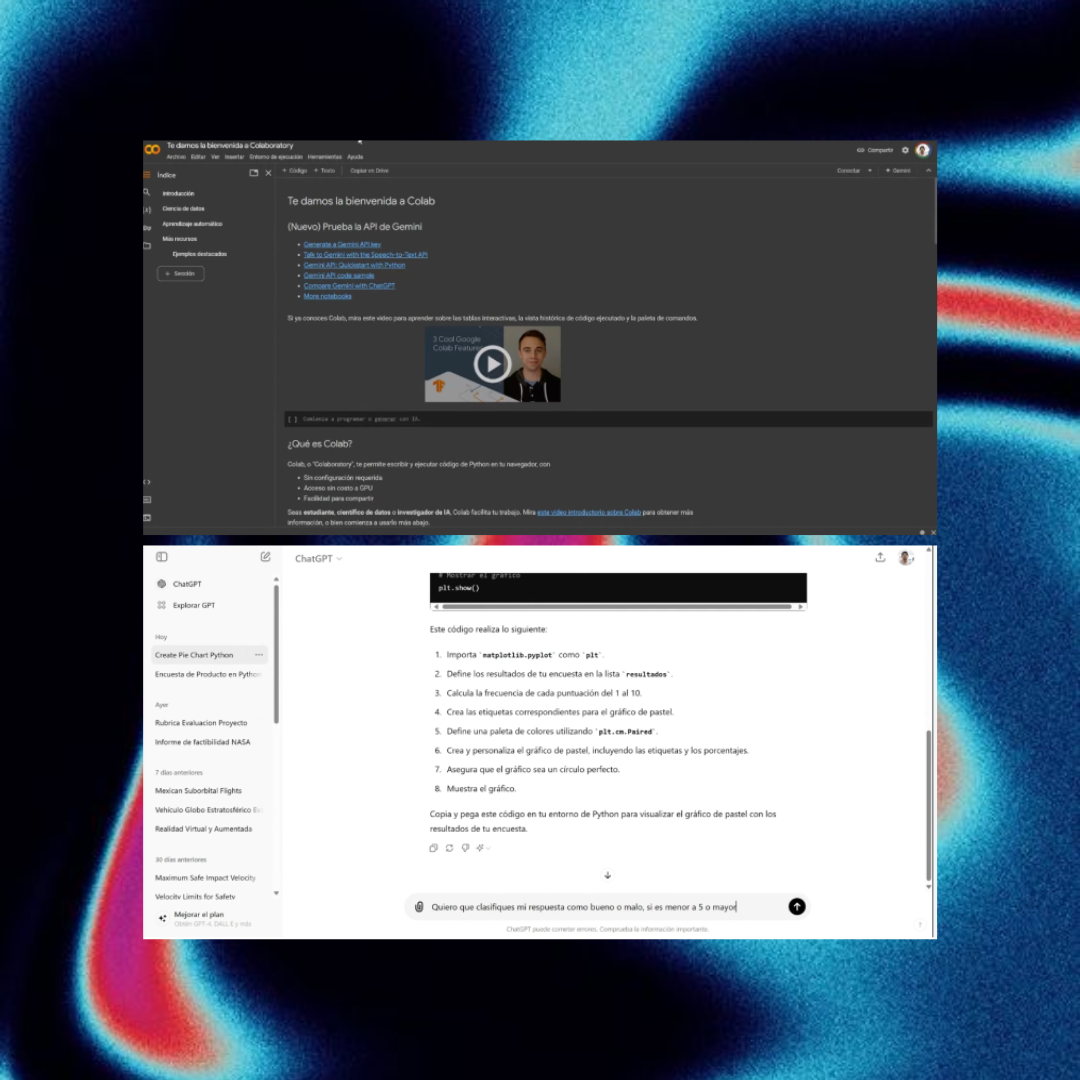 Te damos la bienvenida a Colaboratory
Archivo Editar Ver Insertar Entorno de ejecución Herramientas Ayuda
Compartir
Índice
+ Código + Texto Copiar en Drive
Conectar
Gemini
Introducción
Ciencia de datos
Aprendizaje automático
Más recursos
Ejemplos destacados
+ Sección
Te damos la bienvenida a Colab
(Nuevo) Prueba la API de Gemini
• Generate a Gemini API key
• Talk to Gemini with the Speech-to-Text API
• Gemini API: Quickstart with Python
• Gemini API code sample
• Compare Gemini with ChatGPT
• More notebooks
Si ya conoces Colab, mira este video para aprender sobre las tablas interactivas, la vista histórica de código ejecutado y la paleta de comandos.
3 Cool Google
Colab Features
[ ] Comienza a programar o generar con IA.
¿Qué es Colab?
Colab, o "Colaboratory", te permite escribir y ejecutar código de Python en tu navegador, con
• Sin configuración requerida
• Acceso sin costo a GPU
• Facilidad para compartir
Seas estudiante, científico de datos o investigador de IA, Colab facilita tu trabajo. Mira este video introductorio sobre Colab para obtener más
información, o bien comienza a usarlo más abajo.
ChatGPT
ChatGPT
Explorar GPT
Hoy
Create Pie Chart Python
Encuesta de Producto en Python
Ayer
Rubrica Evaluacion Proyecto
Informe de factibilidad NASA
7 días anteriores
Mexican Suborbital Flights
Vehículo Globo Estratosférico
Realidad Virtual y Aumentada
30 días anteriores
Maximum Safe Impact Velocity
Velocity Limits for Safety
Mejorar el plan
Obtén GPT-4, DALL·E y más
# Mostrar el gráfico
plt.show()
Este código realiza lo siguiente:
1. Importa `matplotlib.pyplot` como `plt`.
2. Define los resultados de tu encuesta en la lista `resultados`.
3. Calcula la frecuencia de cada puntuación del 1 al 10.
4. Crea las etiquetas correspondientes para el gráfico de pastel.
5. Define una paleta de colores utilizando `plt.cm.Paired`.
6. Crea y personaliza el gráfico de pastel, incluyendo las etiquetas y los porcentajes.
7. Asegura que el gráfico sea un círculo perfecto.
8. Muestra el gráfico.
Copia y pega este código en tu entorno de Python para visualizar el gráfico de pastel con los
resultados de tu encuesta.
Quiero que clasifiques mi respuesta como bueno o malo, si es menor a 5 o mayor
ChatGPT puede cometer errores. Comprueba la información importante.
?